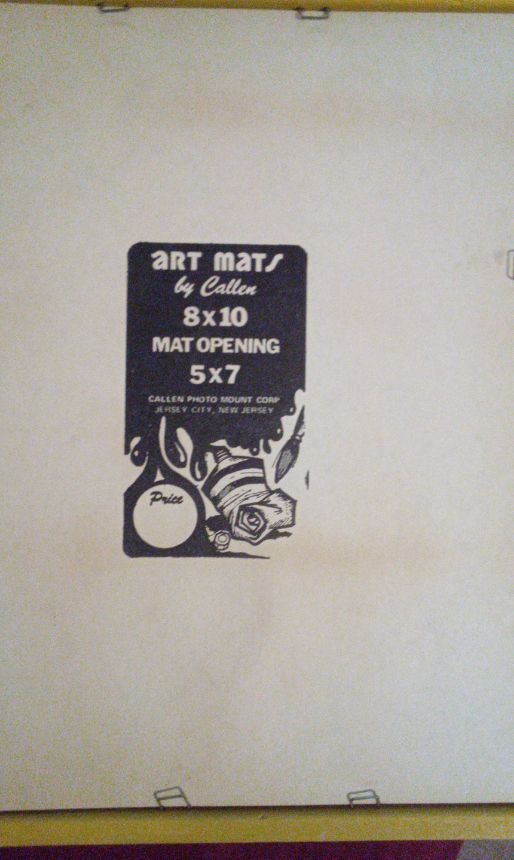 aRT maTs
by Callen
8x10
MAT OPENING
5x7
CALLEN PHOTO MOUNT CORP
JERSEY CITY, NEW JERSEY
Price